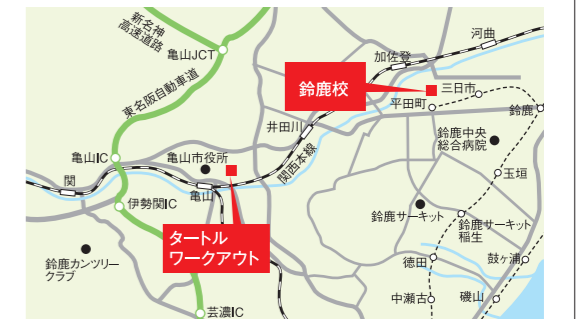 新名神
高速道路
亀山JCT
東名阪自動車道
河曲
加佐登
鈴鹿校
三日市
平田町
鈴鹿
井田川
関西本線
鈴鹿中央
総合病院
亀山IC
亀山市役所
関
亀山
玉垣
伊勢関IC
鈴鹿サーキット
鈴鹿サーキット
稲生
タートル
ワークアウト
鈴鹿カンツリー
クラブ
徳田
鼓ヶ浦
中瀬古
磯山
芸濃IC